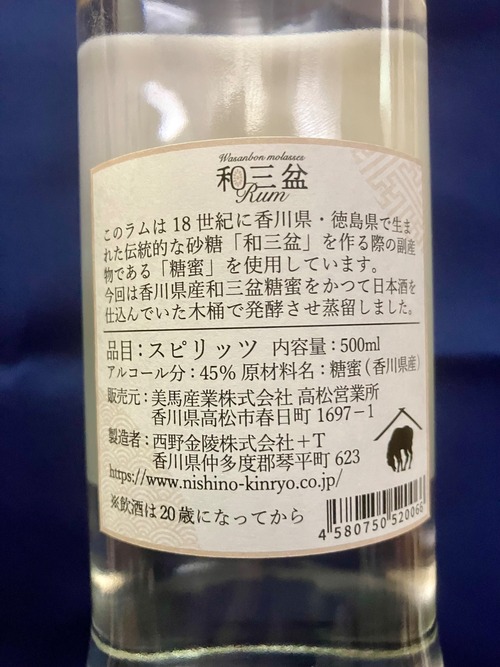 Wasanbon molasses
和三盆
Rum
このラムは18世紀に香川県・徳島県で生ま
れた伝統的な砂糖「和三盆」を作る際の副産
物である「糖蜜」を使用しています。
今回は香川県産和三盆糖蜜をかつて日本酒を
仕込んでいた木桶で発酵させ蒸留しました。
品目：スピリッツ 内容量：500ml
アルコール分：45% 原材料名：糖蜜(香川県産)
販売元：美馬産業株式会社 高松営業所
香川県高松市春日町 1697-1
製造者：西野金陵株式会社＋T
香川県仲多度郡琴平町 623
https://www.nishino-kinryo.co.jp/
※飲酒は20歳になってから
4 580750 520066